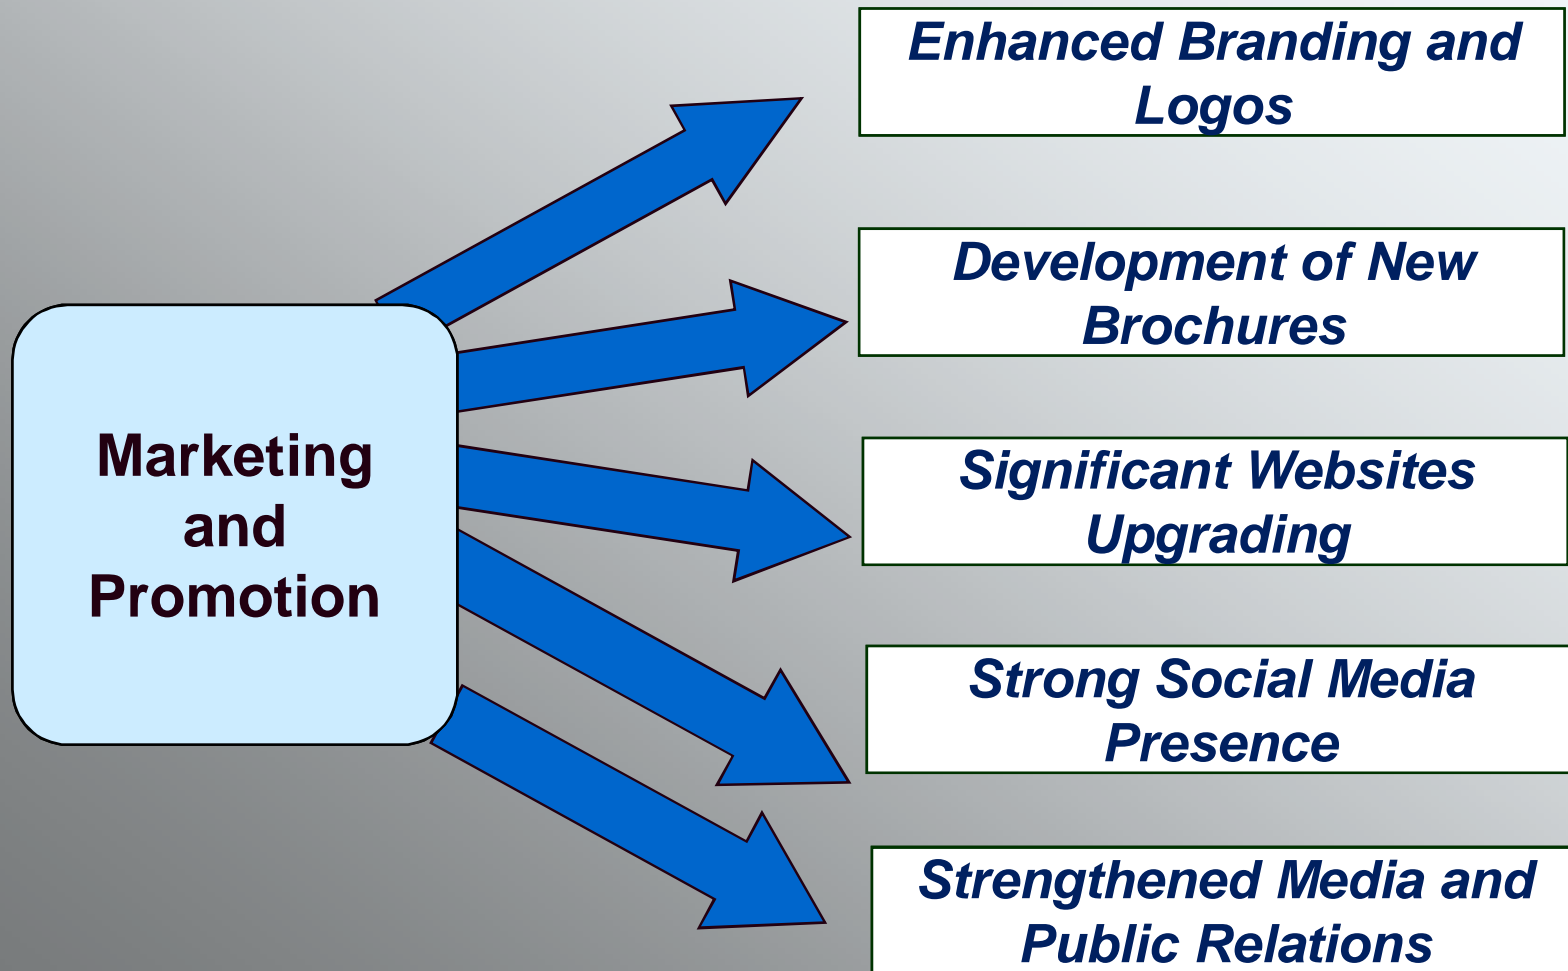 Enhanced Branding and
Logos
Development of New
Brochures
Marketing
and
Promotion
Significant Websites
Upgrading
Strong Social Media
Presence
Strengthened Media and
Public Relations